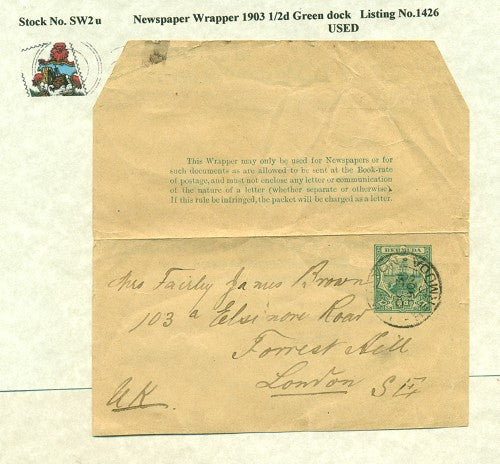 Stock No. SW2u Newspaper Wrapper 1903 1/2d Green dock Listing No.1426
USED
This Wrapper may only be used for Newspapers or for
such documents as are allowed to be sent at the Book-rate
of postage, and must not enclose any letter or communication
of the nature of a letter (whether separate or otherwise).
If this rule be infringed, the packet will be charged as a letter.
BERMUDA
Mrs Fairly James Brown
103 a Elsinore Road
Forrest Hill
London SE
UK